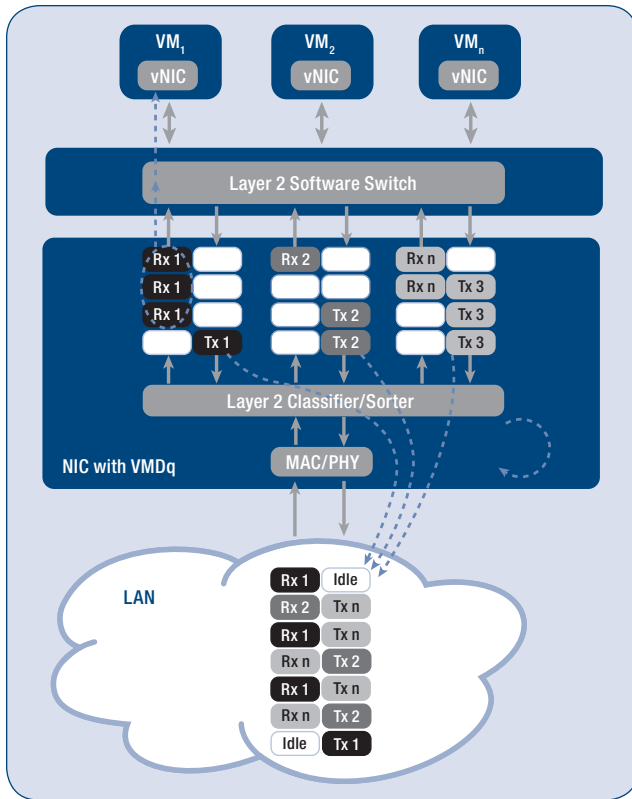 VM1 VM2 VMn
vNIC vNIC vNIC
Layer 2 Software Switch
Rx 1 Rx 2 Rx n
Rx 1 Rx n Tx 3
Rx 1 Tx 2 Tx 3
Tx 1 Tx 2 Tx 3
Layer 2 Classifier/Sorter
NIC with VMDq
MAC/PHY
LAN
Rx 1 Idle
Rx 2 Tx n
Rx 1 Tx n
Rx n Tx 2
Rx 1 Tx n
Rx n Tx 2
Idle Tx 1